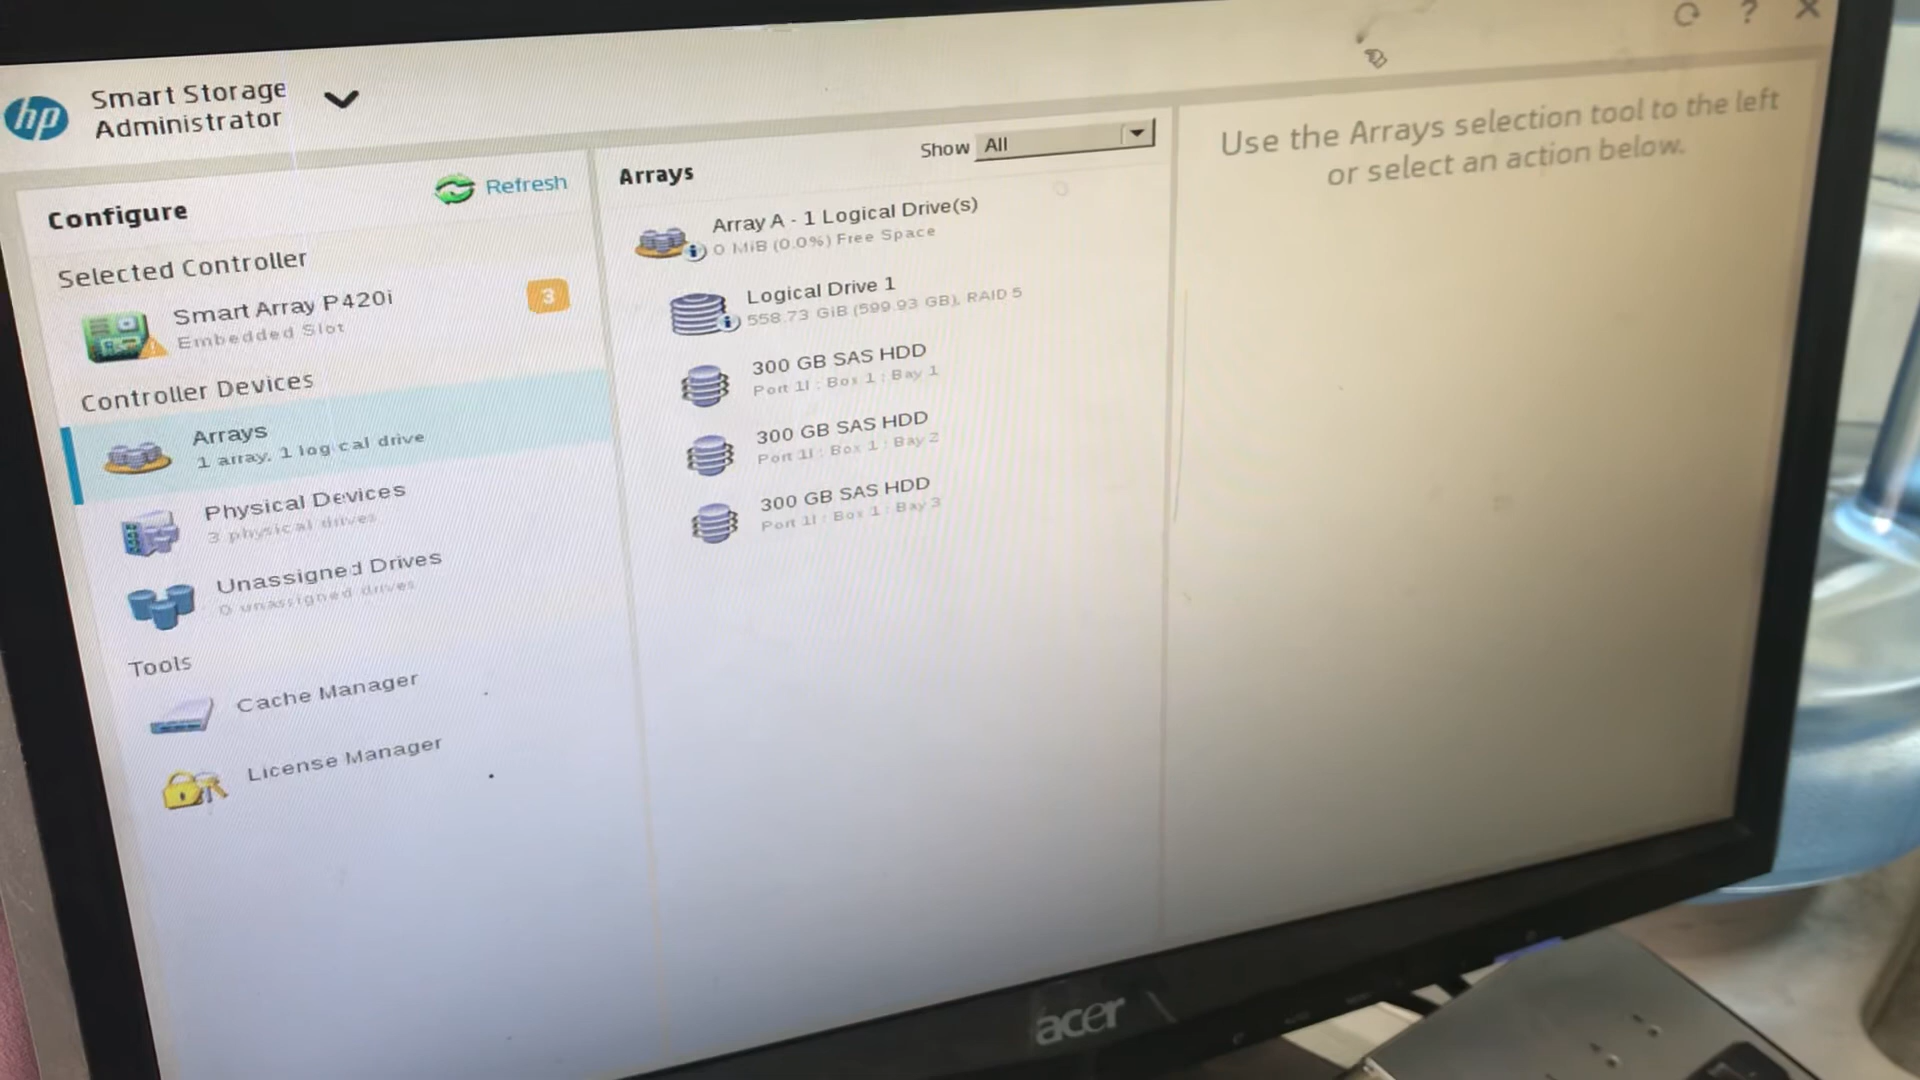 hp
Smart Storage
Administrator
Configure
Refresh
Selected Controller
Smart Array P420i
Embedded Slot
3
Controller Devices
Arrays
1 array, 1 logical drive
Physical Devices
3 physical drives
Unassigned Drives
0 unassigned drives
Tools
Cache Manager
License Manager
Arrays
Show All
Array A - 1 Logical Drive(s)
0 MiB (0.0%) Free Space
Logical Drive 1
558.73 GiB (599.93 GB), RAID 5
300 GB SAS HDD
Port 1I : Box 1 : Bay 1
300 GB SAS HDD
Port 1I : Box 1 : Bay 2
300 GB SAS HDD
Port 1I : Box 1 : Bay 3
?
Use the Arrays selection tool to the left
or select an action below.
acer